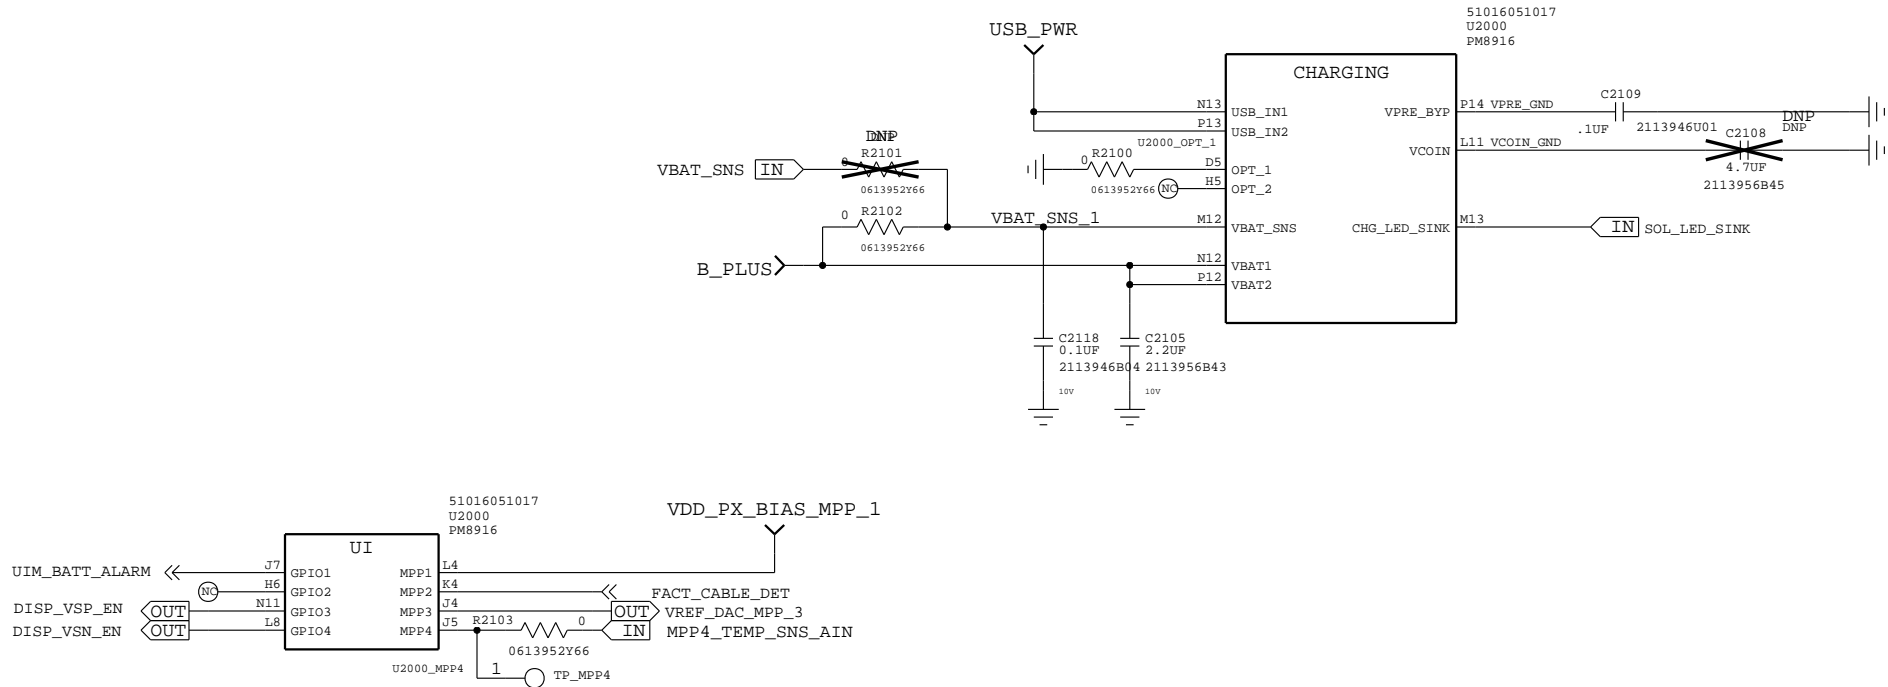 51016051017
U2000
PM8916
USB_PWR
CHARGING
N13 USB_IN1
P13 USB_IN2
U2000_OPT_1
0 R2100
D5 OPT_1
0613952Y66
NC H5 OPT_2
DNP
DNP
0 R2101
VBAT_SNS IN
0613952Y66
0 R2102
0613952Y66
VBAT_SNS_1
M12 VBAT_SNS
B_PLUS
N12 VBAT1
P12 VBAT2
VPRE_BYP P14 VPRE_GND
C2109
.1UF 2113946U01
VCOIN L11 VCOIN_GND
DNP
DNP
C2108
4.7UF
2113956B45
CHG_LED_SINK M13
IN SOL_LED_SINK
C2118
0.1UF
2113946B04
10V
C2105
2.2UF
2113956B43
10V
51016051017
U2000
PM8916
VDD_PX_BIAS_MPP_1
UI
UIM_BATT_ALARM J7 GPIO1
NC H6 GPIO2
DISP_VSP_EN OUT N11 GPIO3
DISP_VSN_EN OUT L8 GPIO4
MPP1 L4
MPP2 K4 FACT_CABLE_DET
MPP3 J4 OUT VREF_DAC_MPP_3
MPP4 J5 R2103 0 IN MPP4_TEMP_SNS_AIN
0613952Y66
U2000_MPP4 1 TP_MPP4